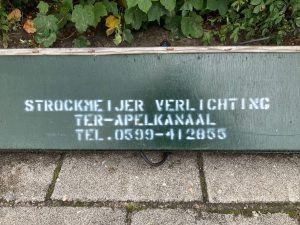 STROCKMEIJER VERLICHTING
TER-APELKANAAL
TEL.0599-412855